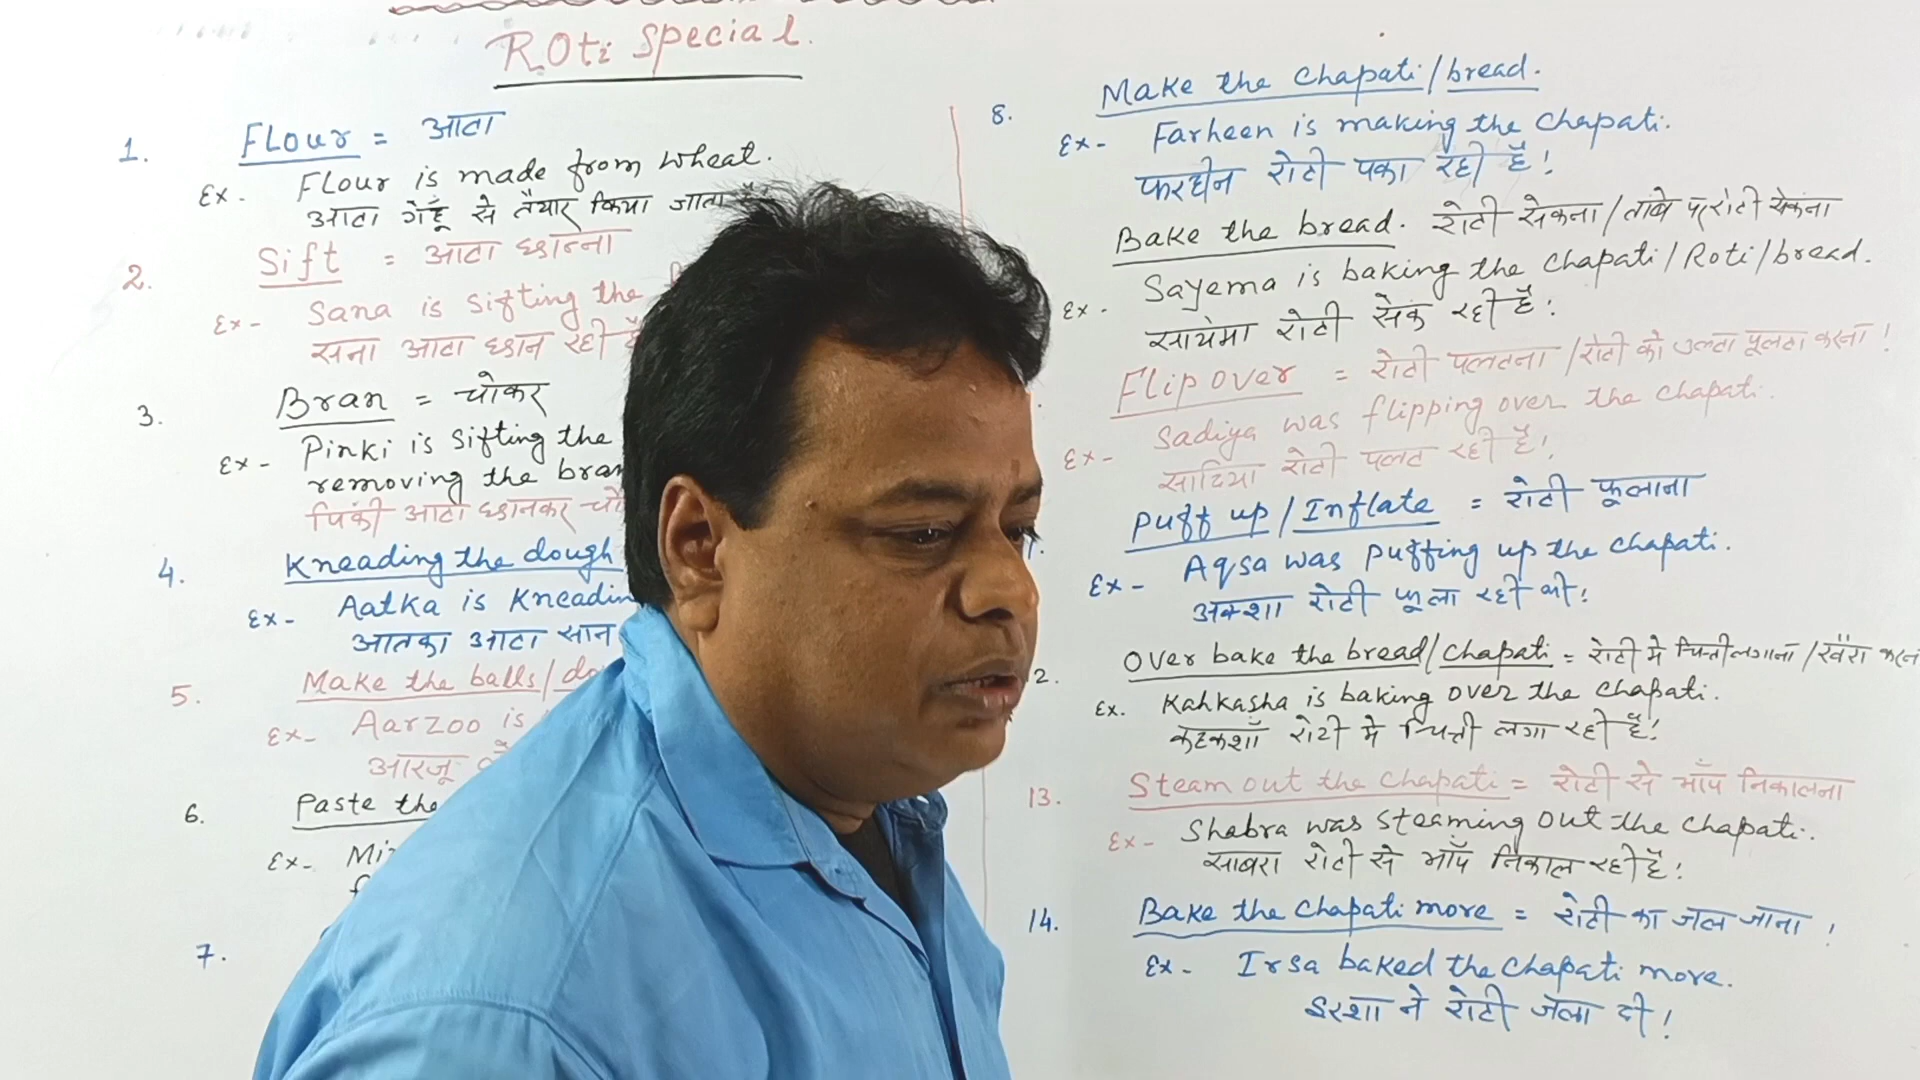 ROti Special.
1. FLour = आटा
Ex. FLour is made from wheat.
आटा गेहूँ से तैयार किया जाता है
2. Sift = आटा छानना
Ex- Sana is sifting the
सना आटा छान रही है
3. Bran = चोकर
Ex- Pinki is sifting the
removing the bran
पिंकी आटा छानकर
4. Kneading the dough
Ex- Aatka is kneadin
आतका आटा सान
5. Make the balls/do
Ex- Aarzoo is
आरजू
6. Paste the
Ex-
7.
8. Make the chapati/bread.
Ex- Farheen is making the chapati.
फरहीन रोटी पका रही है!
Bake the bread. रोटी सेकना/तावे पर रोटी सेकना
Ex. Sayema is baking the chapati/Roti/bread.
सायेमा रोटी सेंक रही है!
Flip over = रोटी पलटना/रोटी को उलटा पूलटा करना!
Ex- Sadiya was flipping over the chapati.
सादिया रोटी पलट रही है!
Puff up/Inflate = रोटी फूलाना
Ex- Aqsa was puffing up the chapati.
अक्शा रोटी फूला रही थी!
2. Over bake the bread/chapati = रोटी मे चित्ती लगाना/
Ex. Kahkasha is baking over the chapati.
कहकशाँ रोटी मे चित्ती लगा रही है!
13. Steam out the chapati = रोटी से भाँप निकालना
Ex- Shabra was steaming out the chapati.
साबरा रोटी से भाँप निकाल रही है!
14. Bake the chapati more = रोटी का जल जाना!
Ex- Irsa baked the chapati more.
इरशा ने रोटी जला दी!